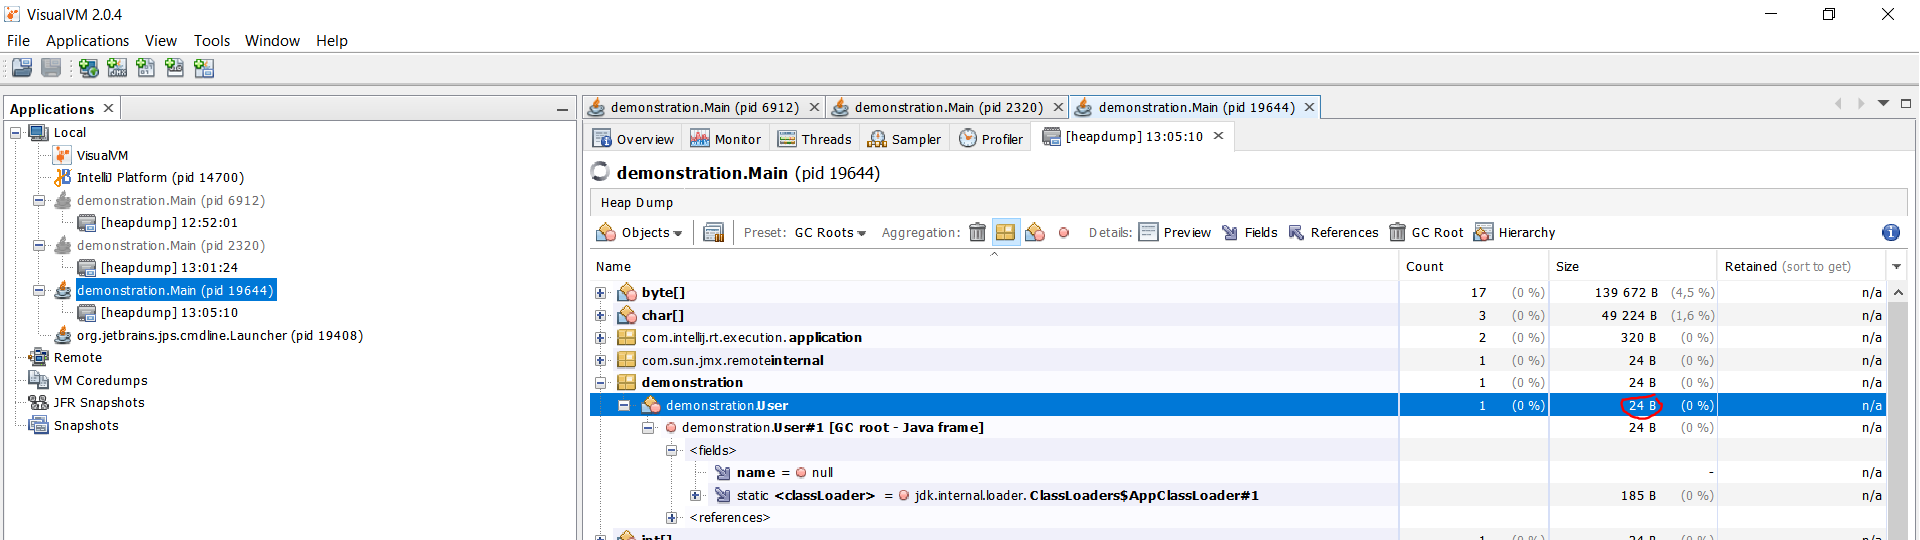 VisualVM 2.0.4
File Applications View Tools Window Help
Applications
Local
VisualVM
IntelliJ Platform (pid 14700)
demonstration.Main (pid 6912)
[heapdump] 12:52:01
demonstration.Main (pid 2320)
[heapdump] 13:01:24
demonstration.Main (pid 19644)
[heapdump] 13:05:10
org.jetbrains.jps.cmdline.Launcher (pid 19408)
Remote
VM Coredumps
JFR Snapshots
Snapshots
demonstration.Main (pid 6912) demonstration.Main (pid 2320) demonstration.Main (pid 19644)
Overview Monitor Threads Sampler Profiler [heapdump] 13:05:10
demonstration.Main (pid 19644)
Heap Dump
Objects Preset: GC Roots Aggregation: Details: Preview Fields References GC Root Hierarchy
Name Count Size Retained (sort to get)
byte[] 17 (0 %) 139 672 B (4,5 %) n/a
char[] 3 (0 %) 49 224 B (1,6 %) n/a
com.intellij.rt.execution.application 2 (0 %) 320 B (0 %) n/a
com.sun.jmx.remoteinternal 1 (0 %) 24 B (0 %) n/a
demonstration 1 (0 %) 24 B (0 %) n/a
demonstration.User 1 (0 %) 24 B (0 %) n/a
demonstration.User#1 [GC root - Java frame] 24 B (0 %) n/a
<fields>
name = null - n/a
static <classLoader> = jdk.internal.loader.ClassLoaders$AppClassLoader#1 185 B (0 %) n/a
<references>
int[] 1 (0 %) 24 B (0 %) n/a